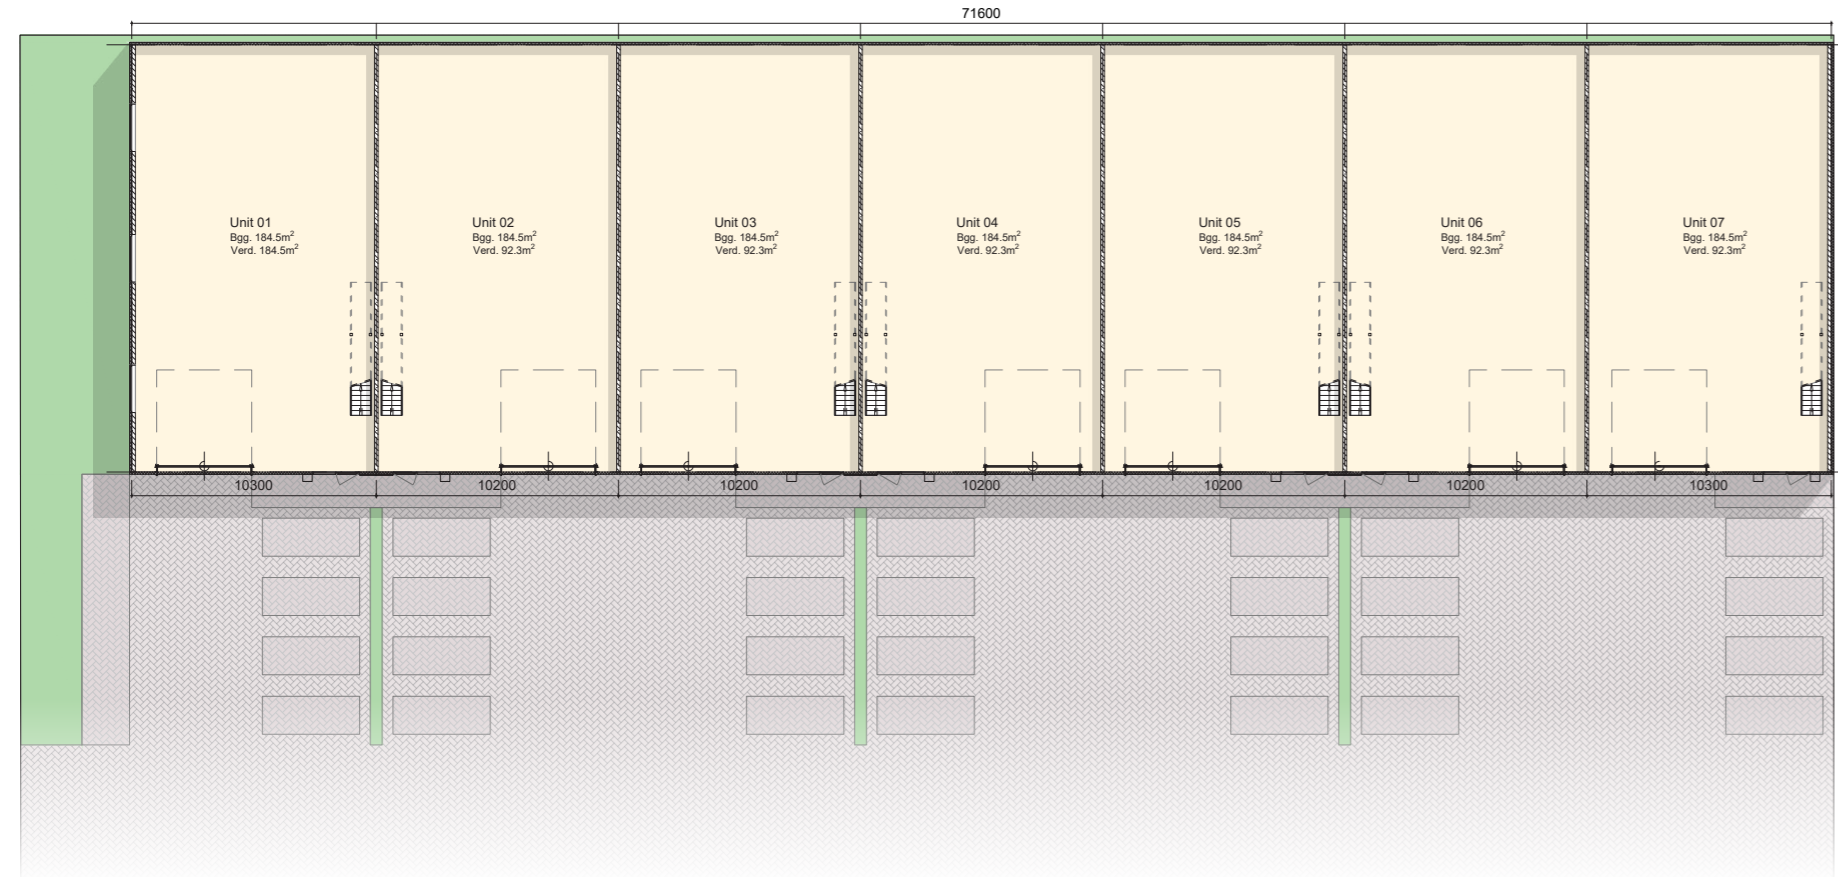 71600
Unit 01
Bgg. 184.5m²
Verd. 184.5m²
Unit 02
Bgg. 184.5m²
Verd. 92.3m²
Unit 03
Bgg. 184.5m²
Verd. 92.3m²
Unit 04
Bgg. 184.5m²
Verd. 92.3m²
Unit 05
Bgg. 184.5m²
Verd. 92.3m²
Unit 06
Bgg. 184.5m²
Verd. 92.3m²
Unit 07
Bgg. 184.5m²
Verd. 92.3m²
10300
10200
10200
10200
10200
10200
10300